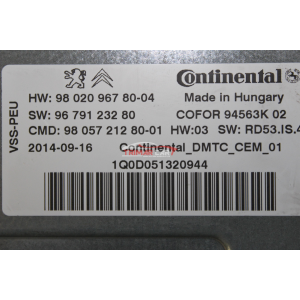 Continental
HW: 98 020 967 80-04 Made in Hungary
SW: 96 791 232 80 COFOR 94563K 02
CMD: 98 057 212 80-01 HW:03 SW: RD53.IS.4
2014-09-16 Continental_DMTC_CEM_01
1Q0D051320944
VSS-PEU